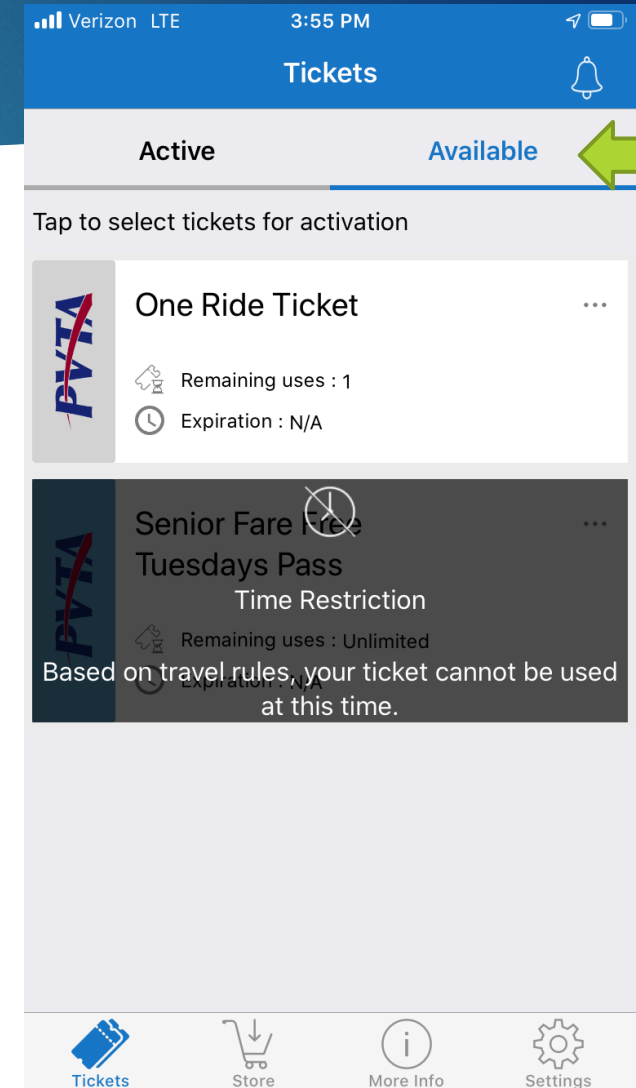 Verizon LTE 3:55 PM
Tickets
Active Available
Tap to select tickets for activation
PVTA
One Ride Ticket
Remaining uses : 1
Expiration : N/A
PVTA
Senior Fare Free
Tuesdays Pass
Time Restriction
Remaining uses : Unlimited
Based on travel rules, your ticket cannot be used
Expiration : N/A
at this time.
Tickets Store More Info Settings